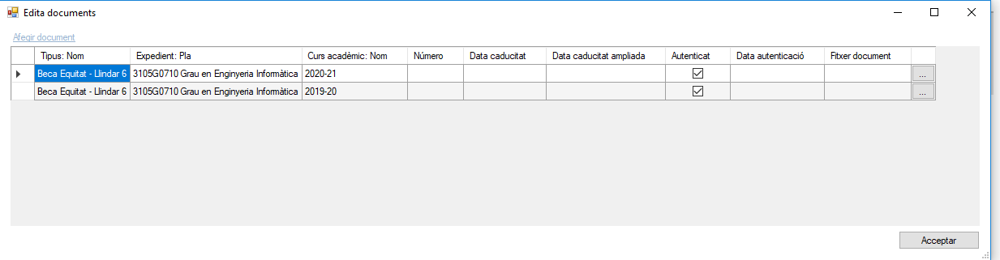 Edita documents
Afegir document
Tipus: Nom Expedient: Pla Curs acadèmic: Nom Número Data caducitat Data caducitat ampliada Autenticat Data autenticació Fitxer document
Beca Equitat - Llindar 6 3105G0710 Grau en Enginyeria Informàtica 2020-21 ...
Beca Equitat - Llindar 6 3105G0710 Grau en Enginyeria Informàtica 2019-20 ...
Acceptar